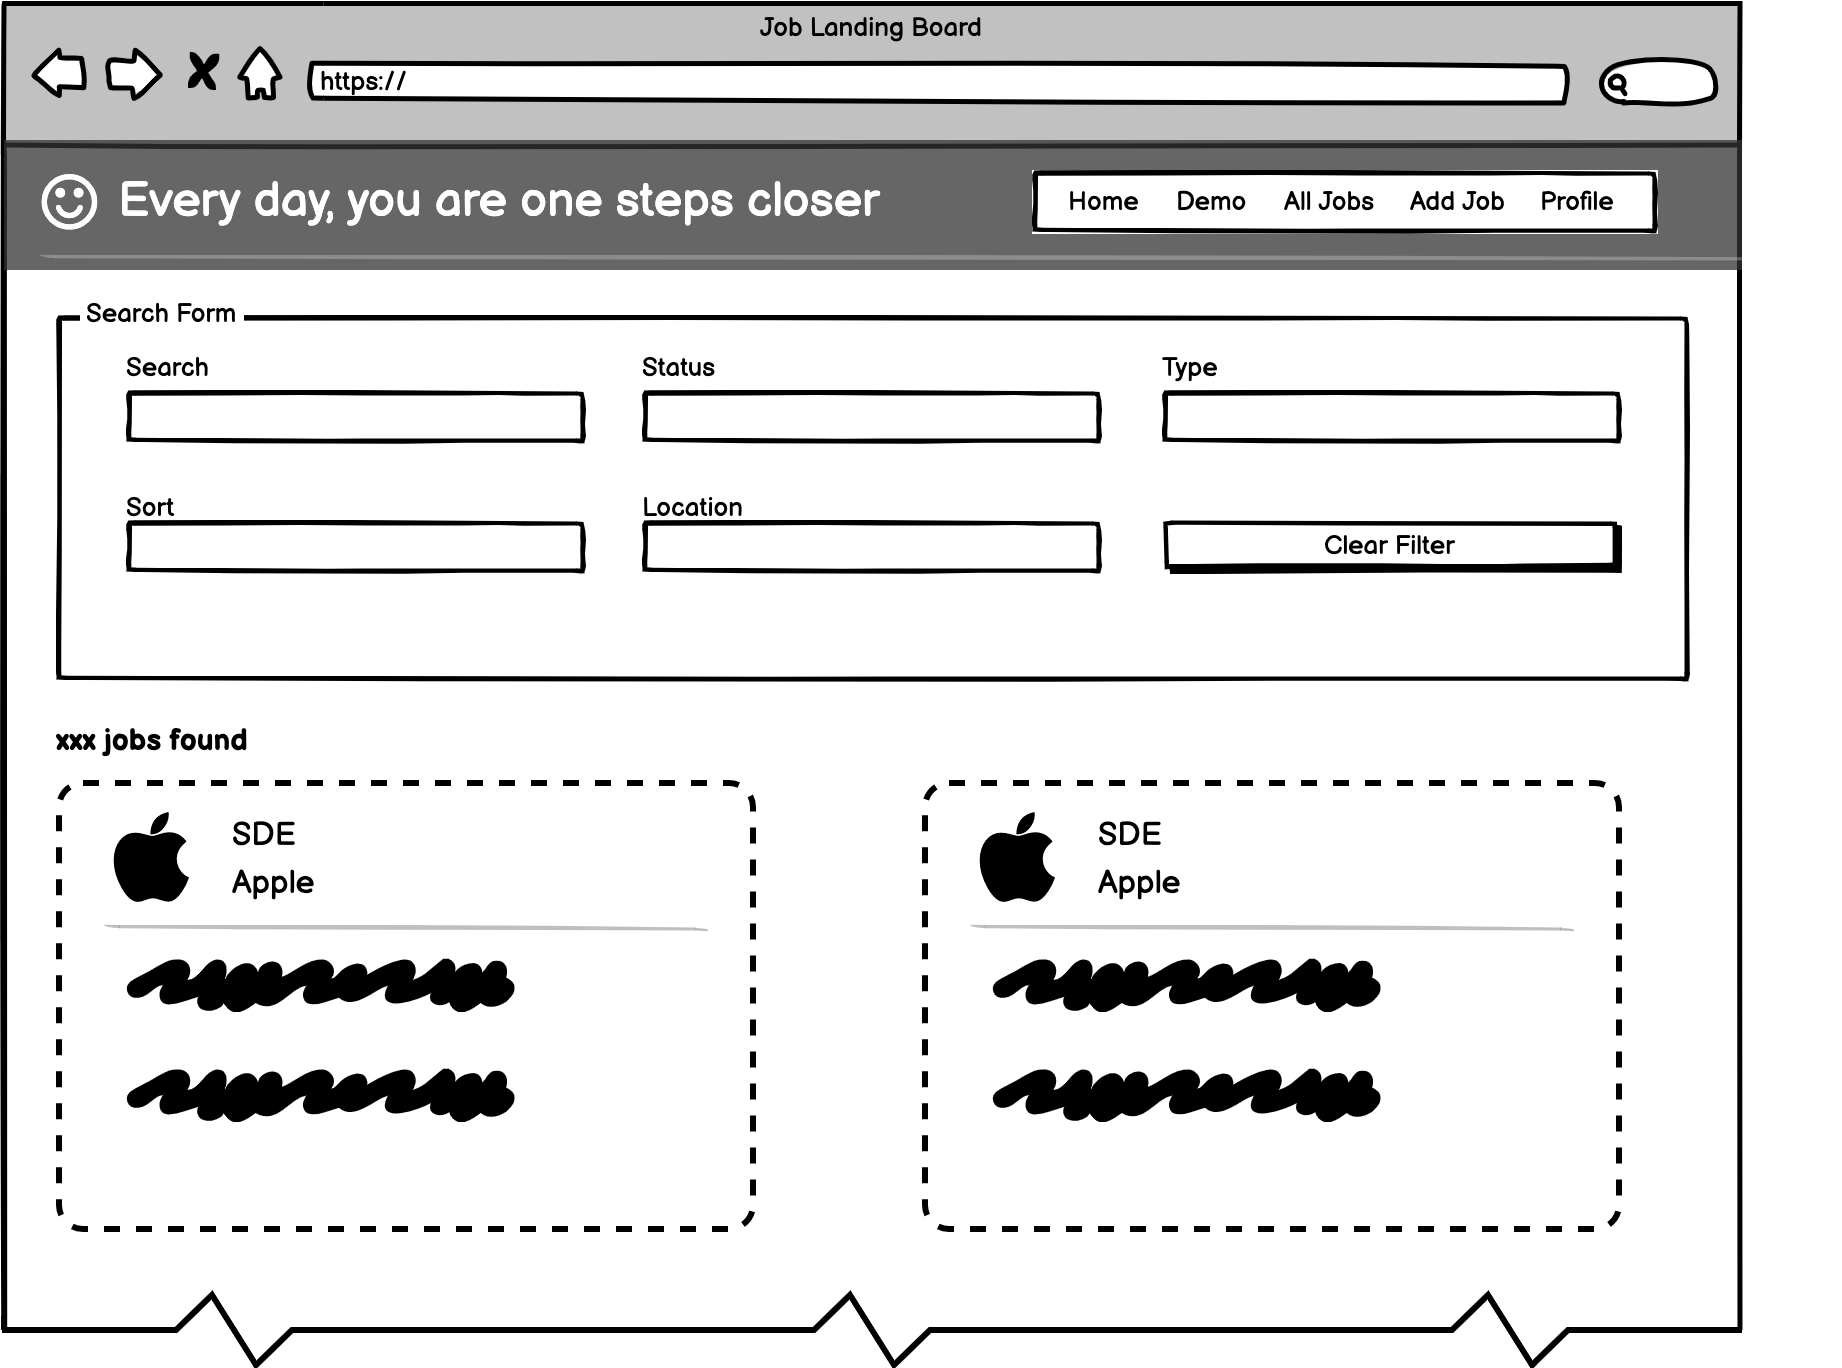 Job Landing Board
https://
Every day, you are one steps closer
Home Demo All Jobs Add Job Profile
Search Form
Search Status Type
Sort Location
Clear Filter
xxx jobs found
SDE
Apple
SDE
Apple